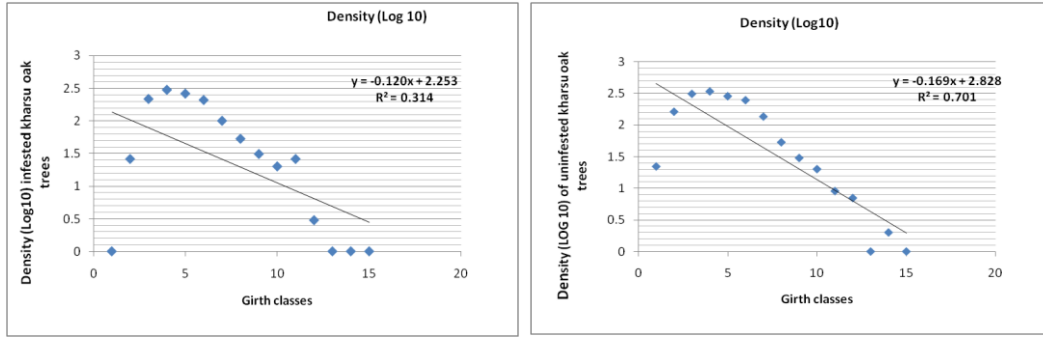 Density (Log 10)
Density (Log10) infested kharsu oak
trees
3
2.5
2
1.5
1
0.5
0
y = -0.120x + 2.253
R² = 0.314
0 5 10 15 20
Girth classes
Density (Log10)
Density (LOG 10) of uninfested kharsu oak
trees
3
2.5
2
1.5
1
0.5
0
y = -0.169x + 2.828
R² = 0.701
0 5 10 15 20
Girth classes